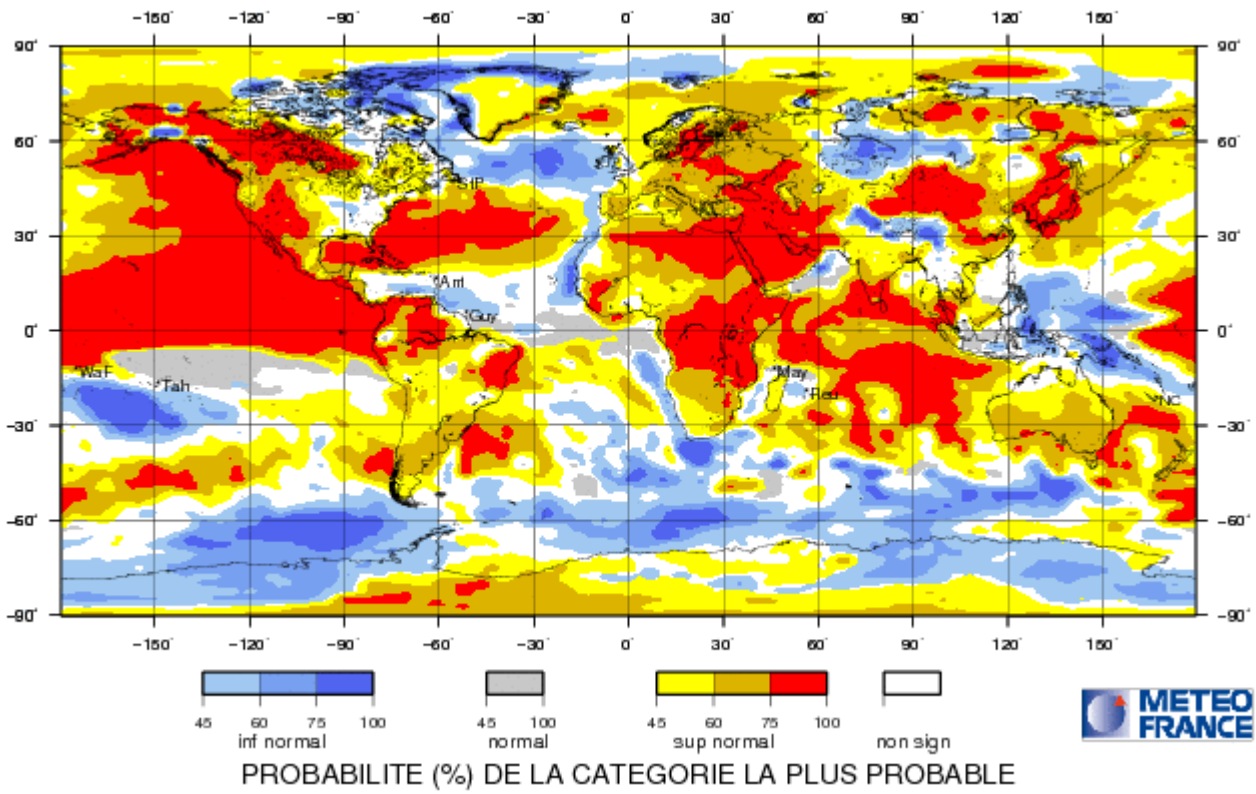 −150° −120° −90° −60° −30° 0° 30° 60° 90° 120° 150°
90° 90°
60° 60°
StP
30° 30°
Ant
Guy
0° 0°
WaF Tah May Reu NC
−30° −30°
−60° −60°
−90° −90°
−150° −120° −90° −60° −30° 0° 30° 60° 90° 120° 150°
45 60 75 100 45 100 45 60 75 100
inf normal normal sup normal non sign
METEO
FRANCE
PROBABILITE (%) DE LA CATEGORIE LA PLUS PROBABLE